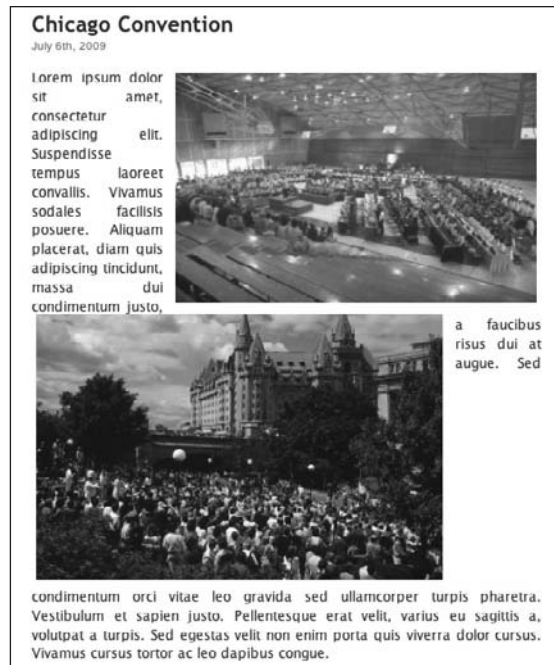 Chicago Convention
July 6th, 2009
Lorem ipsum dolor
sit amet,
consectetur
adipiscing elit.
Suspendisse
tempus laoreet
convallis. Vivamus
sodales facilisis
posuere. Aliquam
placerat, diam quis
adipiscing tincidunt,
massa dui
condimentum justo,
a faucibus
risus dui at
augue. Sed
condimentum orci vitae leo gravida sed ullamcorper turpis pharetra.
Vestibulum et sapien justo. Pellentesque erat velit, varius eu sagittis a,
volutpat a turpis. Sed egestas velit non enim porta quis viverra dolor cursus.
Vivamus cursus tortor ac leo dapibus congue.